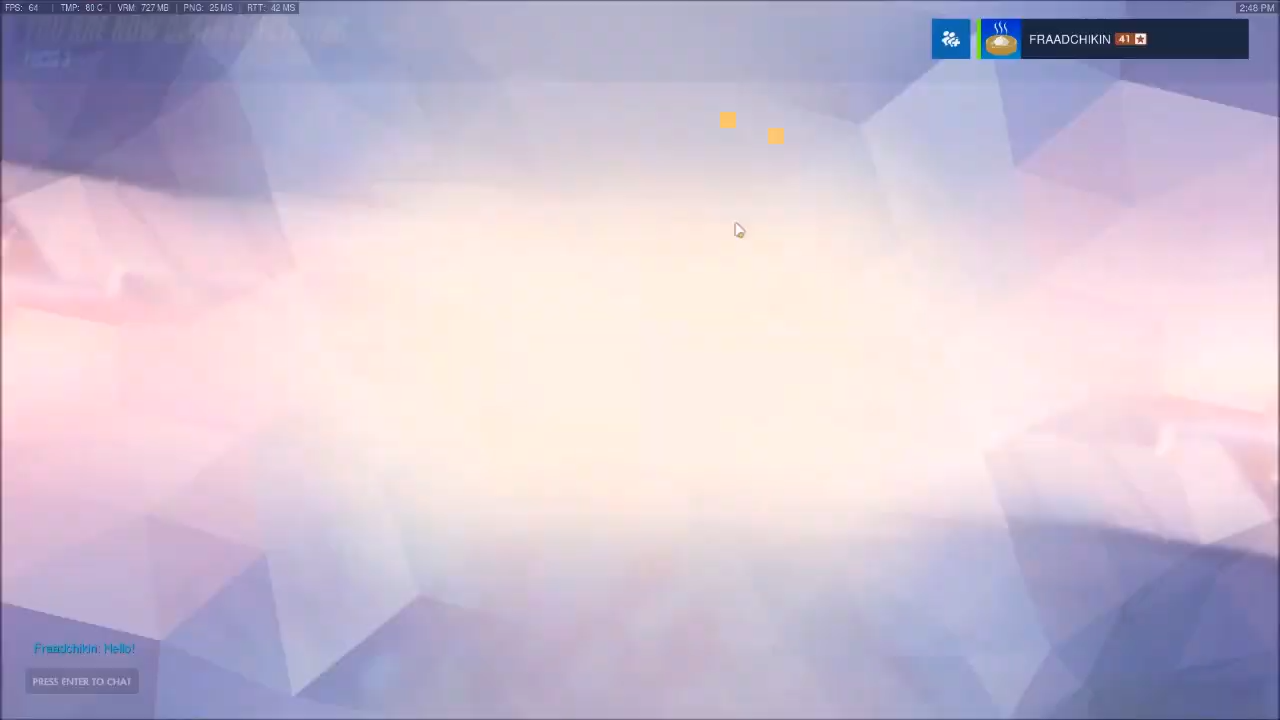 FPS: 64 | TMP: 80 C | VRM: 727 MB | PNG: 25 MS | RTT: 42 MS
2:48 PM
FRAADCHIKIN 41
Fraadchikin: Hello!
PRESS ENTER TO CHAT